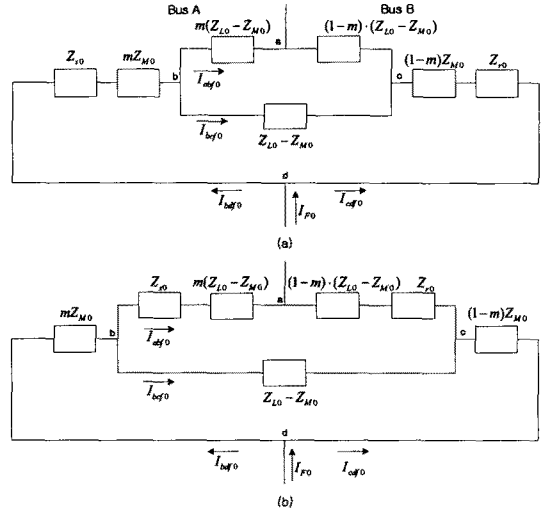 Bus A Bus B
m(Z_{L0} − Z_{M0}) a (1−m)·(Z_{L0} − Z_{M0})
Z_{s0} mZ_{M0} b c (1−m)Z_{M0} Z_{r0}
I_{abf0}
I_{bcf0}
Z_{L0} − Z_{M0}
d
I_{bdf0} I_{F0} I_{cdf0}
(a)
Z_{s0} m(Z_{L0} − Z_{M0}) a (1−m)·(Z_{L0} − Z_{M0}) Z_{r0}
mZ_{M0} b c (1−m)Z_{M0}
I_{abf0}
I_{bcf0}
Z_{L0} − Z_{M0}
d
I_{bdf0} I_{F0} I_{cdf0}
(b)